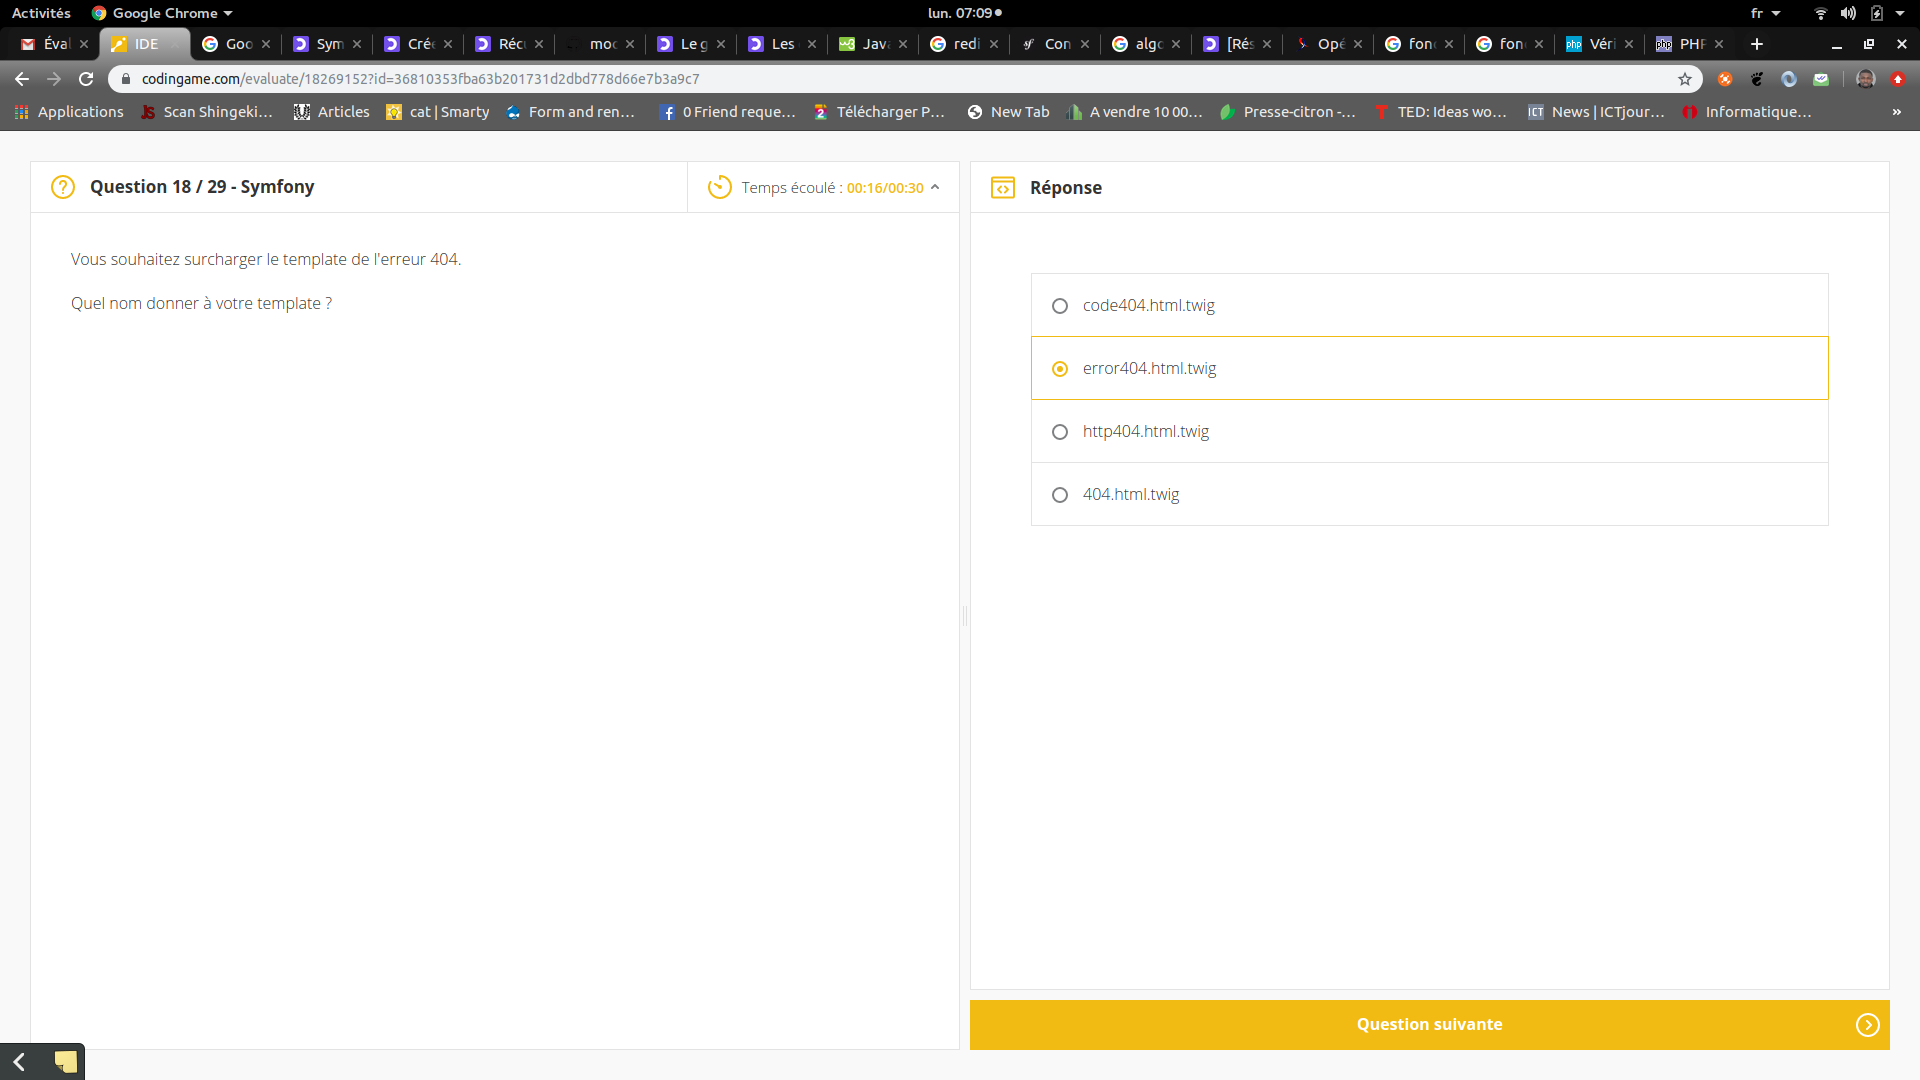 Activités Google Chrome lun. 07:09 fr
Éval IDE Goo Sym Crée Récu moc Le g Les Java redi Con algo [Rés Opé fonc fonc Véri PHP
codingame.com/evaluate/18269152?id=36810353fba63b201731d2dbd778d66e7b3a9c7
Applications Scan Shingeki... Articles cat | Smarty Form and ren... 0 Friend reque... Télécharger P... New Tab A vendre 10 00... Presse-citron -... TED: Ideas wo... News | ICTjour... Informatique... »
Question 18 / 29 - Symfony
Temps écoulé : 00:16/00:30
Réponse
Vous souhaitez surcharger le template de l'erreur 404.
Quel nom donner à votre template ?
code404.html.twig
error404.html.twig
http404.html.twig
404.html.twig
Question suivante